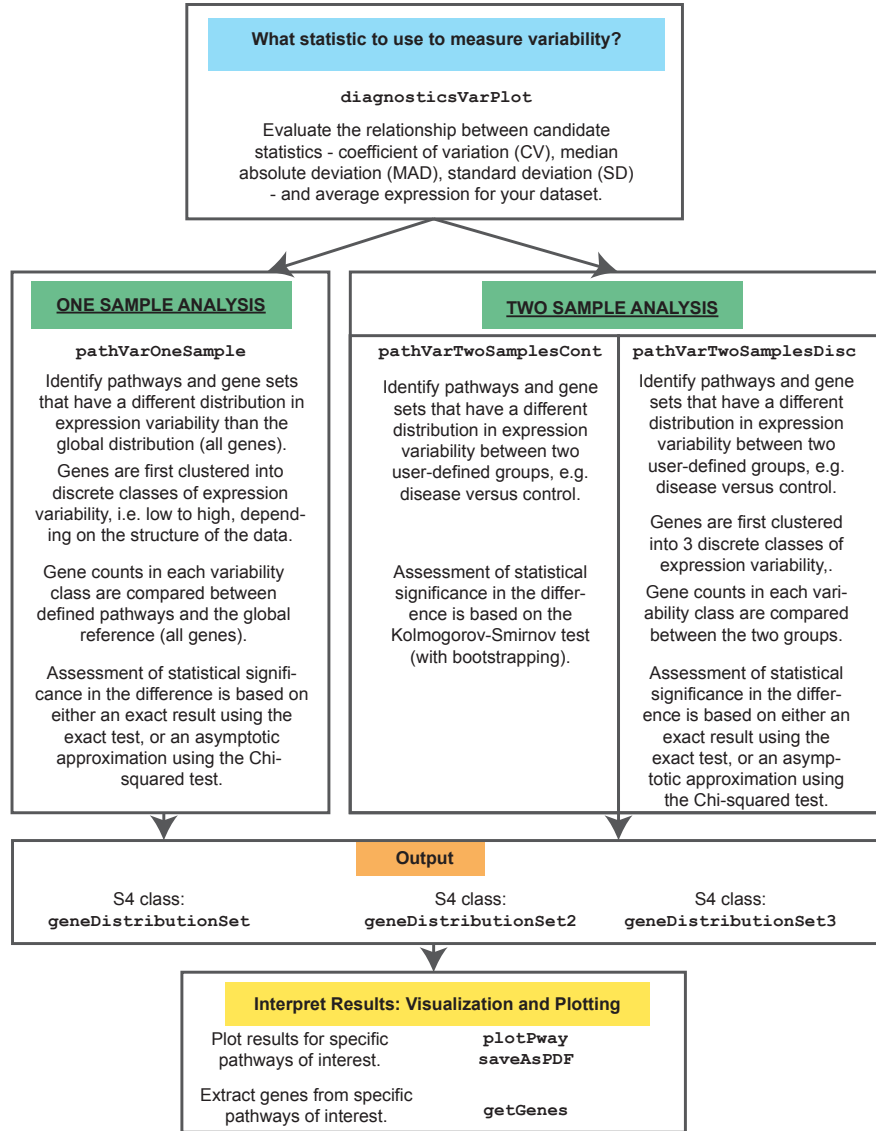 What statistic to use to measure variability?
diagnosticsVarPlot
Evaluate the relationship between candidate
statistics - coefficient of variation (CV), median
absolute deviation (MAD), standard deviation (SD)
- and average expression for your dataset.
ONE SAMPLE ANALYSIS
pathVarOneSample
Identify pathways and gene sets
that have a different distribution in
expression variability than the
global distribution (all genes).
Genes are first clustered into
discrete classes of expression
variability, i.e. low to high, depend-
ing on the structure of the data.
Gene counts in each variability
class are compared between
defined pathways and the global
reference (all genes).
Assessment of statistical signifi-
cance in the difference is based on
either an exact result using the
exact test, or an asymptotic
approximation using the Chi-
squared test.
TWO SAMPLE ANALYSIS
pathVarTwoSamplesCont
Identify pathways and gene
sets that have a different
distribution in expression
variability between two
user-defined groups, e.g.
disease versus control.
Assessment of statistical
significance in the differ-
ence is based on the
Kolmogorov-Smirnov test
(with bootstrapping).
pathVarTwoSamplesDisc
Identify pathways and gene
sets that have a different
distribution in expression
variability between two
user-defined groups, e.g.
disease versus control.
Genes are first clustered
into 3 discrete classes of
expression variability,.
Gene counts in each vari-
ability class are compared
between the two groups.
Assessment of statistical
significance in the differ-
ence is based on either an
exact result using the
exact test, or an asymp-
totic approximation using
the Chi-squared test.
Output
S4 class:
geneDistributionSet
S4 class:
geneDistributionSet2
S4 class:
geneDistributionSet3
Interpret Results: Visualization and Plotting
Plot results for specific
pathways of interest.
plotPway
saveAsPDF
Extract genes from specific
pathways of interest.
getGenes